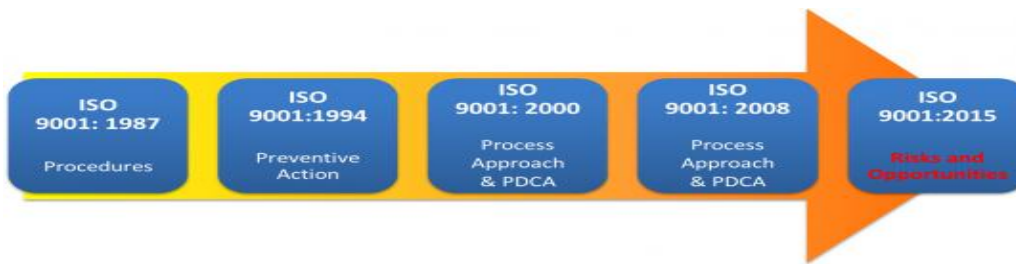 ISO
9001: 1987
Procedures
ISO
9001:1994
Preventive
Action
ISO
9001: 2000
Process
Approach
& PDCA
ISO
9001: 2008
Process
Approach
& PDCA
ISO
9001:2015
Risks and
Opportunities